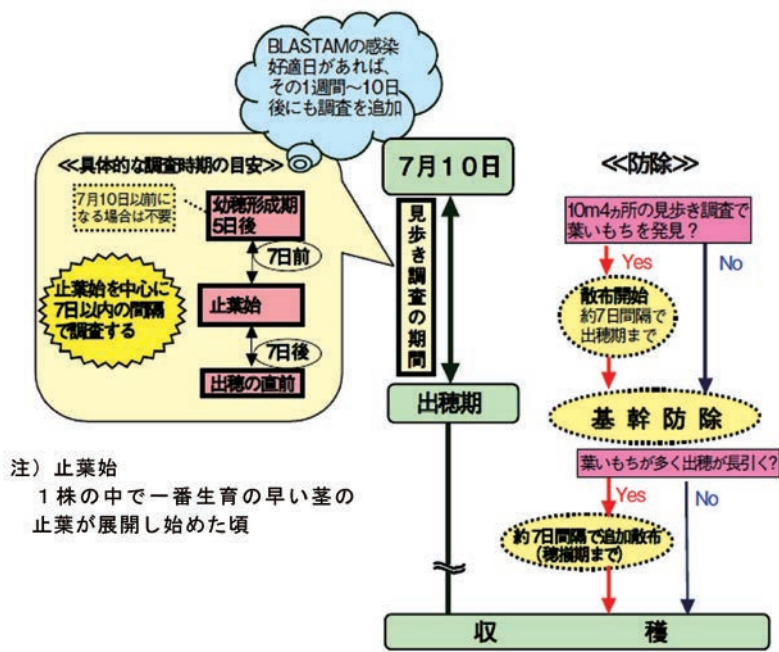 BLASTAMの感染
好適日があれば、
その1週間~10日
後にも調査を追加
≪具体的な調査時期の目安≫
7月10日以前に
なる場合は不要
幼穂形成期
5日後
7日前
止葉始を中心に
7日以内の間隔
で調査する
止葉始
7日後
出穂の直前
注）止葉始
1株の中で一番生育の早い茎の
止葉が展開し始めた頃
7月10日
見歩き調査の期間
出穂期
≪防除≫
10m4ヵ所の見歩き調査で
葉いもちを発見？
Yes
No
散布開始
約7日間隔で
出穂期まで
基幹防除
葉いもちが多く出穂が長引く？
Yes
No
約7日間隔で追加散布
（穂揃期まで）
収穫